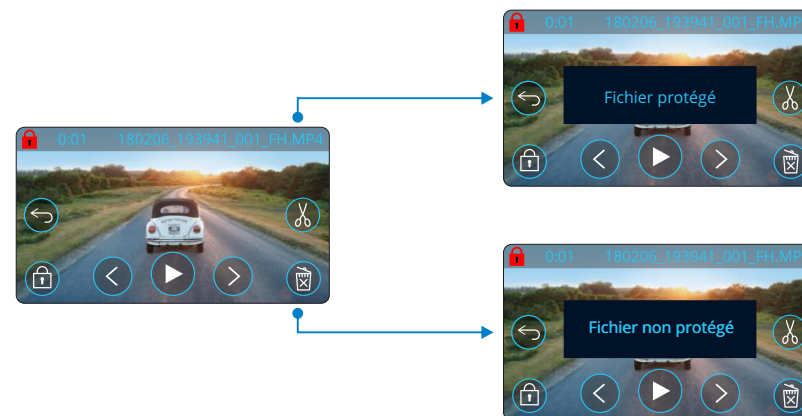 0:01 180206_193941_001_FH.MP4
0:01 180206_193941_001_FH.MP
Fichier protégé
0:01 180206_193941_001_FH.MP
Fichier non protégé